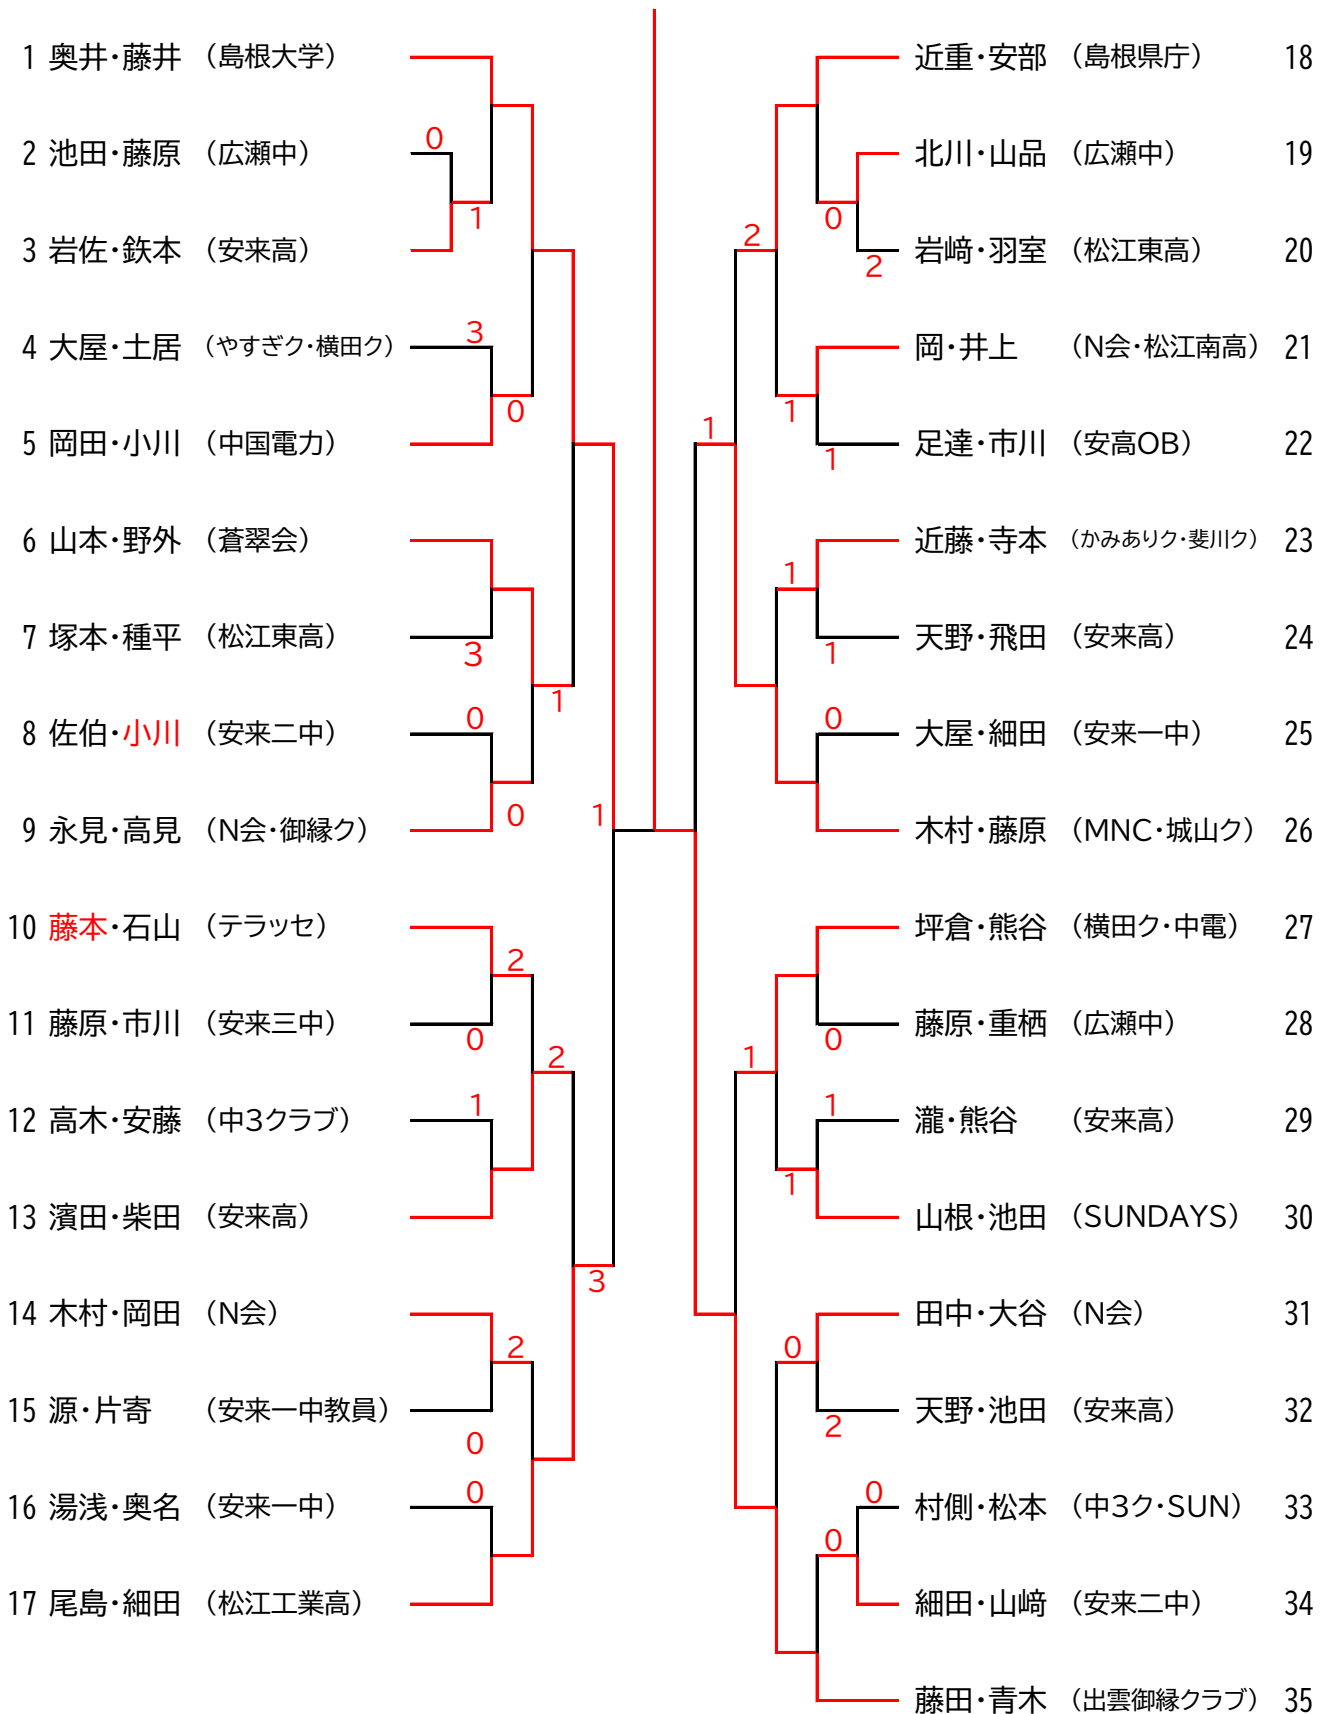 1 奥井・藤井 （島根大学）
2 池田・藤原 （広瀬中）
0
1
3 岩佐・鉄本 （安来高）
4 大屋・土居 （やすぎク・横田ク）
3
0
5 岡田・小川 （中国電力）
6 山本・野外 （蒼翠会）
7 塚本・種平 （松江東高）
3
1
8 佐伯・小川 （安来二中）
0
0
1
9 永見・高見 （N会・御縁ク）
10 藤本・石山 （テラッセ）
2
11 藤原・市川 （安来三中）
0
2
12 高木・安藤 （中3クラブ）
1
13 濱田・柴田 （安来高）
3
14 木村・岡田 （N会）
2
15 源・片寄 （安来一中教員）
0
16 湯浅・奥名 （安来一中）
0
17 尾島・細田 （松江工業高）
近重・安部 （島根県庁） 18
北川・山品 （広瀬中） 19
0
2
岩﨑・羽室 （松江東高） 20
2
岡・井上 （N会・松江南高） 21
1
1
足達・市川 （安高OB） 22
1
近藤・寺本 （かみありク・斐川ク） 23
1
天野・飛田 （安来高） 24
1
大屋・細田 （安来一中） 25
0
木村・藤原 （MNC・城山ク） 26
坪倉・熊谷 （横田ク・中電） 27
藤原・重栖 （広瀬中） 28
0
1
瀧・熊谷 （安来高） 29
1
1
山根・池田 （SUNDAYS） 30
田中・大谷 （N会） 31
0
天野・池田 （安来高） 32
2
村側・松本 （中3ク・SUN） 33
0
0
細田・山﨑 （安来二中） 34
藤田・青木 （出雲御縁クラブ） 35